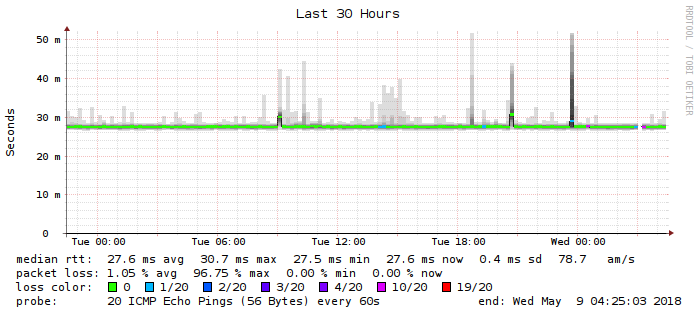 Last 30 Hours
RRDTOOL / TOBI OETIKER
Seconds
50 m
40 m
30 m
20 m
10 m
0
Tue 00:00 Tue 06:00 Tue 12:00 Tue 18:00 Wed 00:00
median rtt: 27.6 ms avg 30.7 ms max 27.5 ms min 27.6 ms now 0.4 ms sd 78.7 am/s
packet loss: 1.05 % avg 96.75 % max 0.00 % min 0.00 % now
loss color: 0 1/20 2/20 3/20 4/20 10/20 19/20
probe: 20 ICMP Echo Pings (56 Bytes) every 60s end: Wed May 9 04:25:03 2018